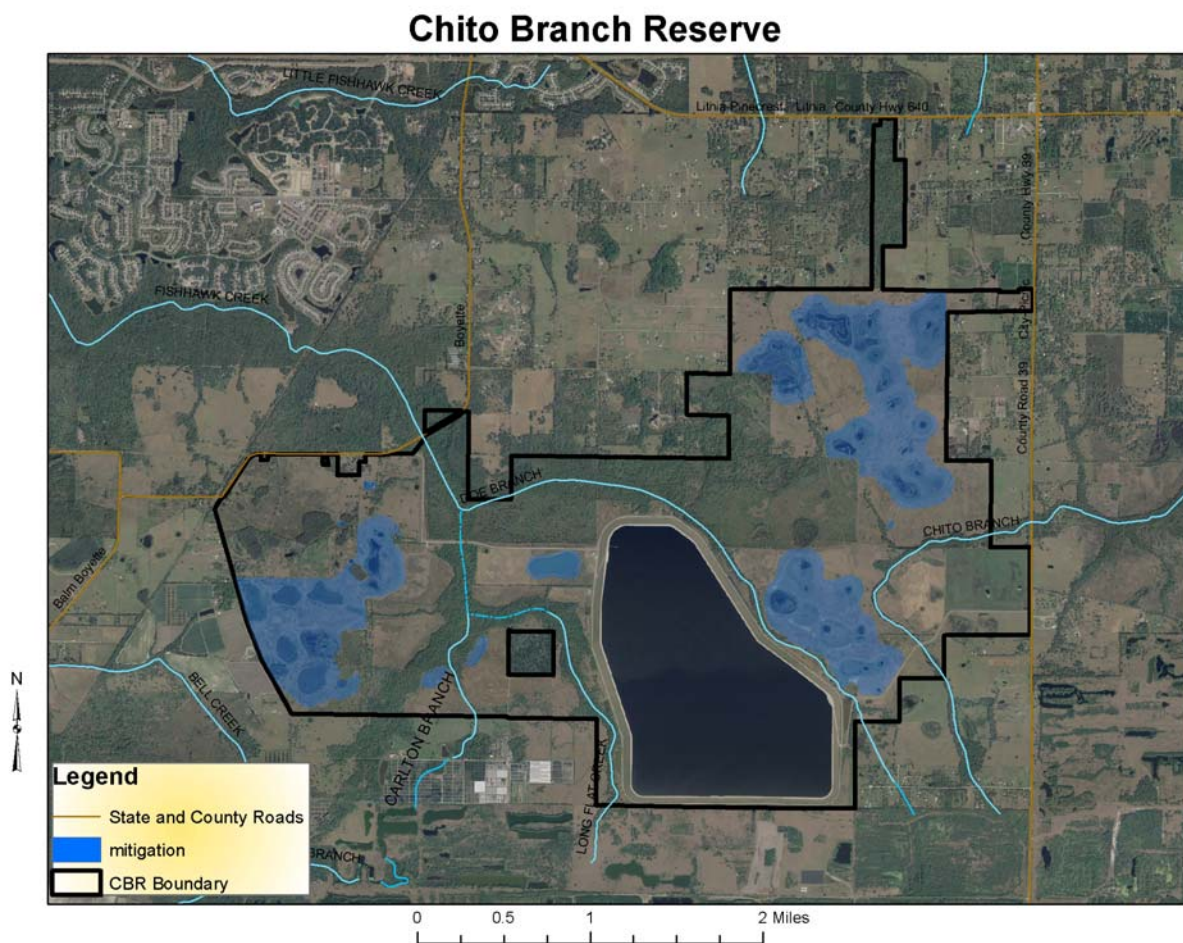 Chito Branch Reserve
LITTLE FISHHAWK CREEK
Lithia-Pinecrest Lithia County Hwy 640
County Hwy 39
FISHHAWK CREEK
Boyette
County Road 39
DOE BRANCH
CHITO BRANCH
Balm Boyette
BELL CREEK
CARLTON BRANCH
LONG FLAT CREEK
BRANCH
N
Legend
State and County Roads
mitigation
CBR Boundary
0 0.5 1 2 Miles